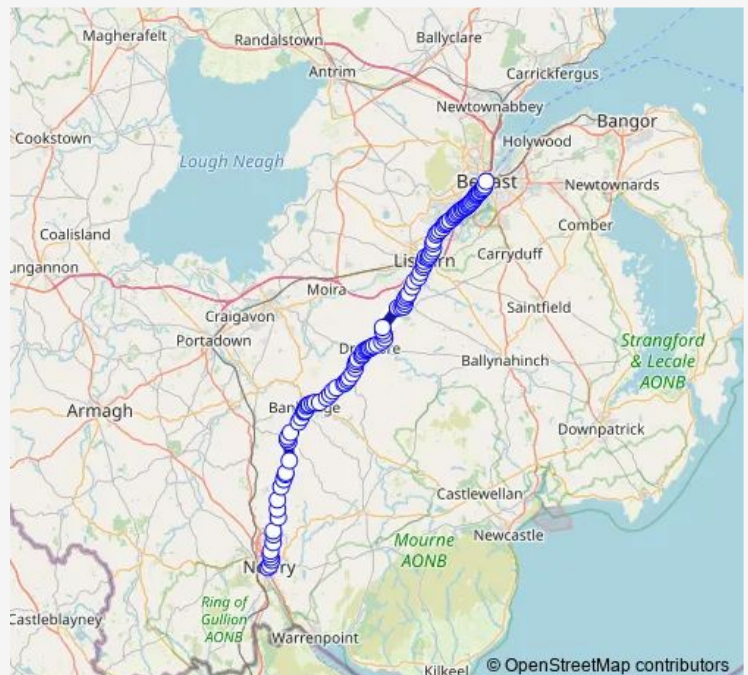 Magherafelt
Randalstown
Ballyclare
Antrim
Carrickfergus
Newtownabbey
Bangor
Cookstown
Holywood
Lough Neagh
Newtownards
Coalisland
Comber
Carryduff
ungannon
Moira
Saintfield
Craigavon
Portadown
Strangford
& Lecale
AONB
Ballynahinch
Armagh
Downpatrick
Castlewellan
Newcastle
Mourne
AONB
Ring of
Gullion
AONB
Castleblayney
Warrenpoint
Kilkeel
© OpenStreetMap contributors